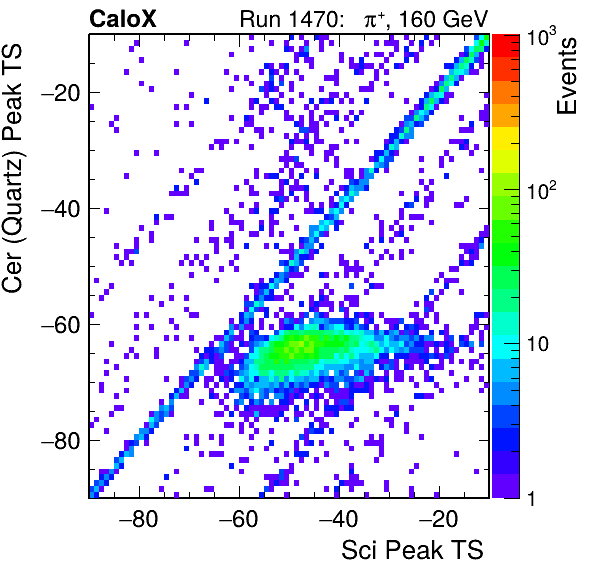 CaloX Run 1470: π⁺, 160 GeV
Cer (Quartz) Peak TS
−20
−40
−60
−80
−80 −60 −40 −20
Sci Peak TS
Events
10³
10²
10
1